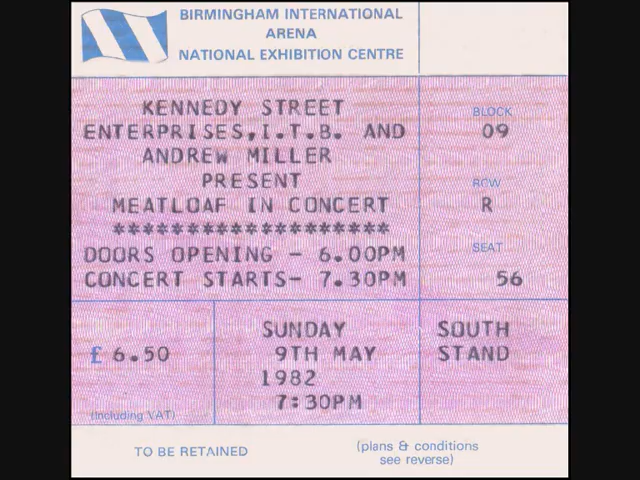 BIRMINGHAM INTERNATIONAL
ARENA
NATIONAL EXHIBITION CENTRE
KENNEDY STREET
ENTERPRISES,I.T.B. AND
ANDREW MILLER
PRESENT
MEATLOAF IN CONCERT
*******************
DOORS OPENING - 6.00PM
CONCERT STARTS- 7.30PM
BLOCK
09
ROW
R
SEAT
56
£ 6.50
(Including VAT)
SUNDAY
9TH MAY
1982
7:30PM
SOUTH
STAND
TO BE RETAINED
(plans & conditions
see reverse)